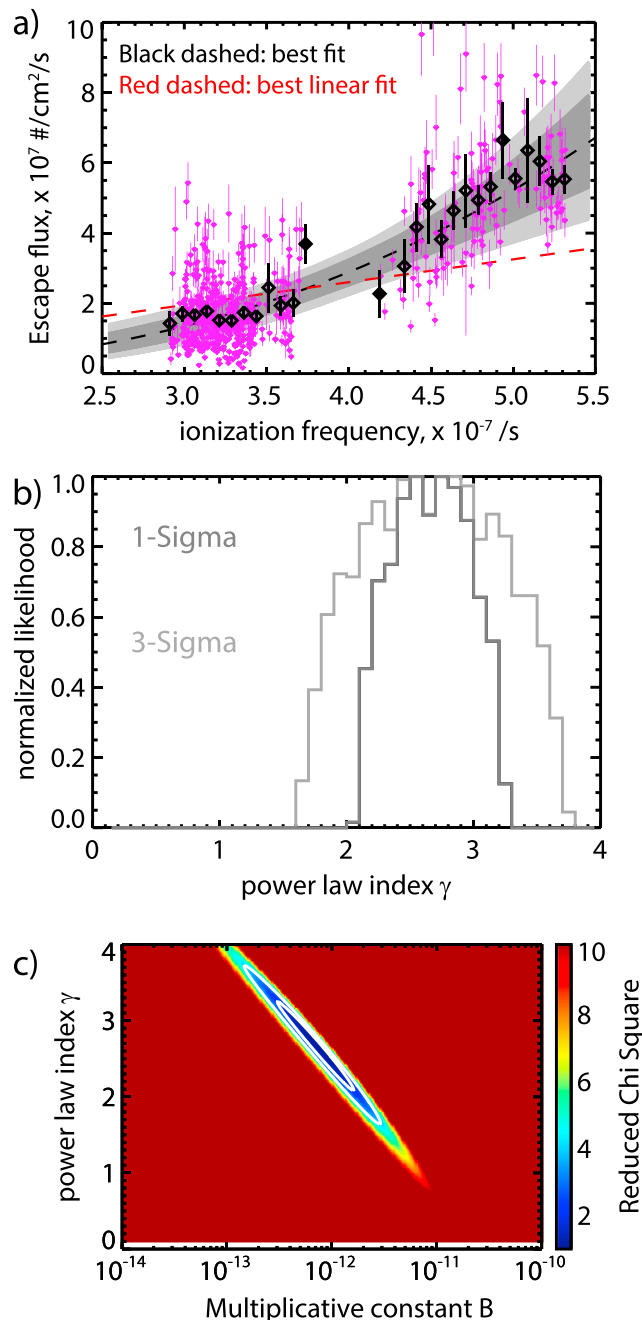 a)
Black dashed: best fit
Red dashed: best linear fit
Escape flux, x 10⁷ #/cm²/s
10
8
6
4
2
0
2.5 3.0 3.5 4.0 4.5 5.0 5.5
ionization frequency, x 10⁻⁷ /s
b)
1-Sigma
3-Sigma
normalized likelihood
1.0
0.8
0.4
0.2
0.0
0 1 2 3 4
power law index γ
c)
power law index γ
4
3
2
1
0
10⁻¹⁴ 10⁻¹³ 10⁻¹² 10⁻¹¹ 10⁻¹⁰
Multiplicative constant B
10
8
6
4
2
Reduced Chi Square